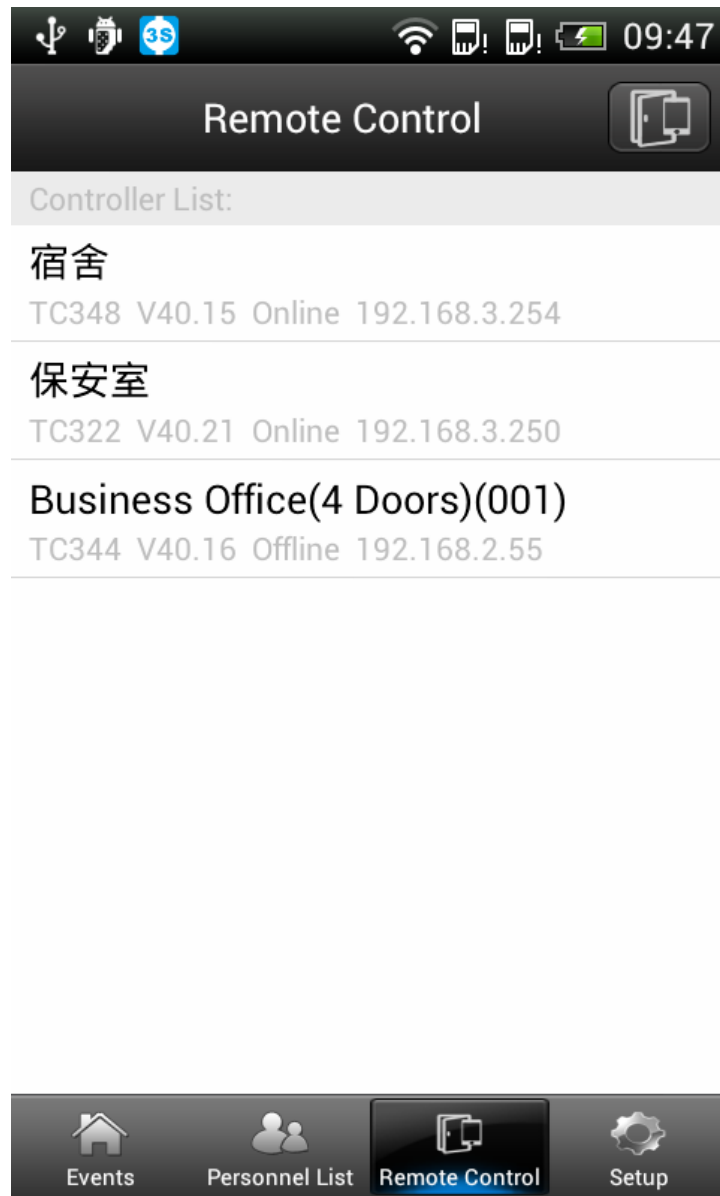 3S 09:47
Remote Control
Controller List:
宿舍
TC348 V40.15 Online 192.168.3.254
保安室
TC322 V40.21 Online 192.168.3.250
Business Office(4 Doors)(001)
TC344 V40.16 Offline 192.168.2.55
Events Personnel List Remote Control Setup